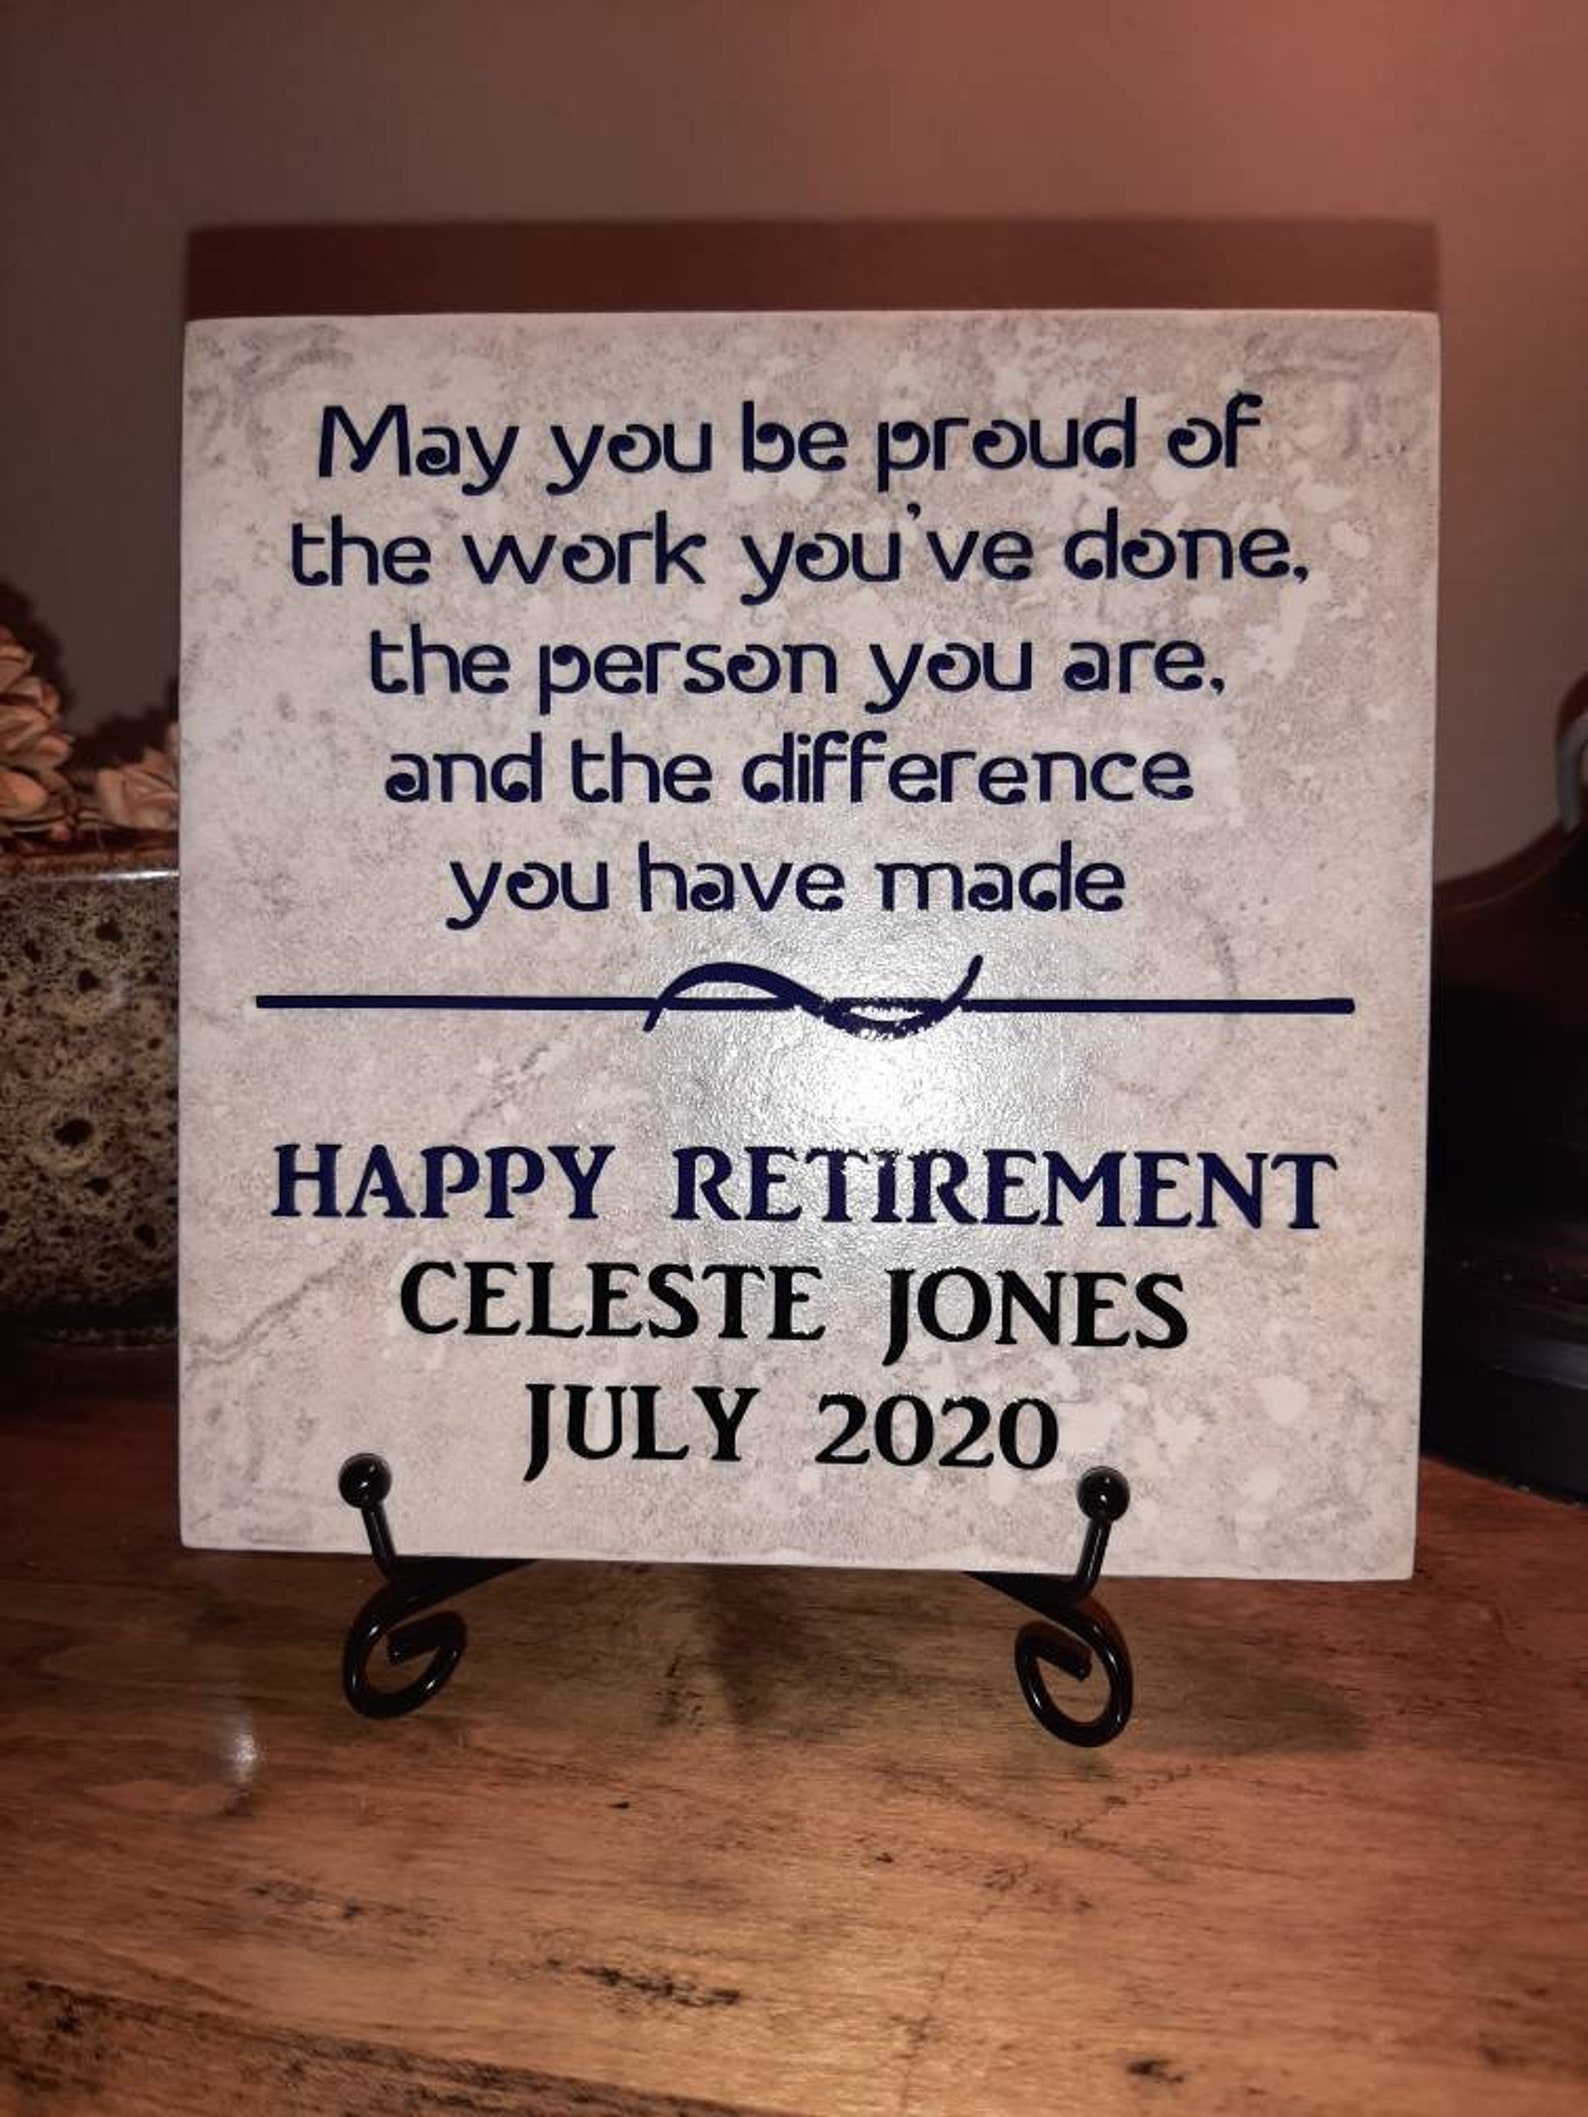 May you be proud of
the work you've done,
the person you are,
and the difference
you have made
HAPPY RETIREMENT
CELESTE JONES
JULY 2020